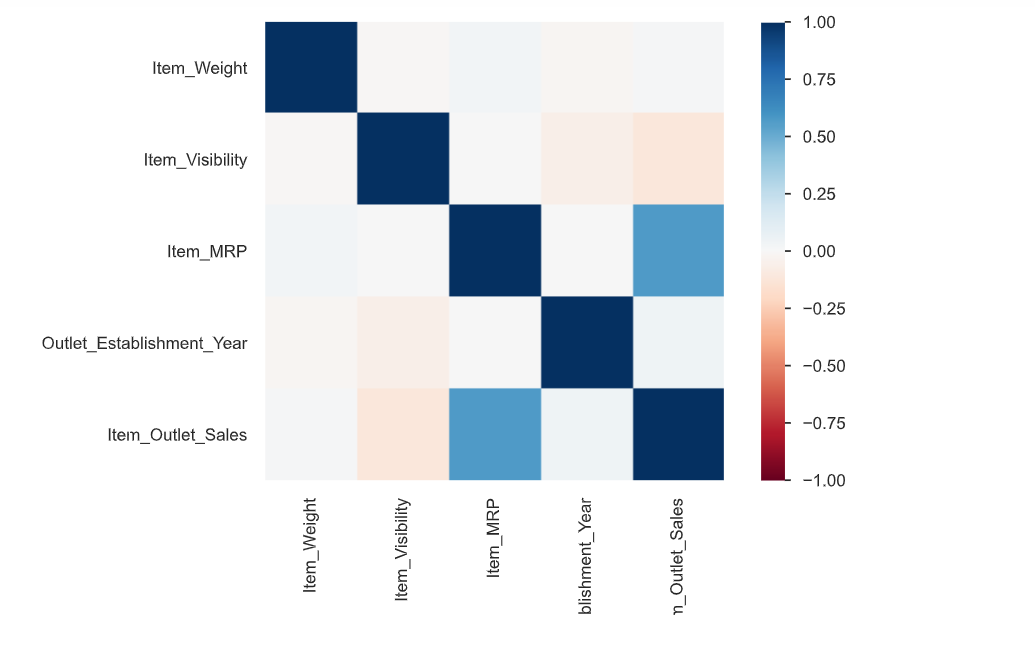 Item_Weight
Item_Visibility
Item_MRP
Outlet_Establishment_Year
Item_Outlet_Sales
Item_Weight
Item_Visibility
Item_MRP
blishment_Year
m_Outlet_Sales
1.00
0.75
0.50
0.25
0.00
−0.25
−0.50
−0.75
−1.00